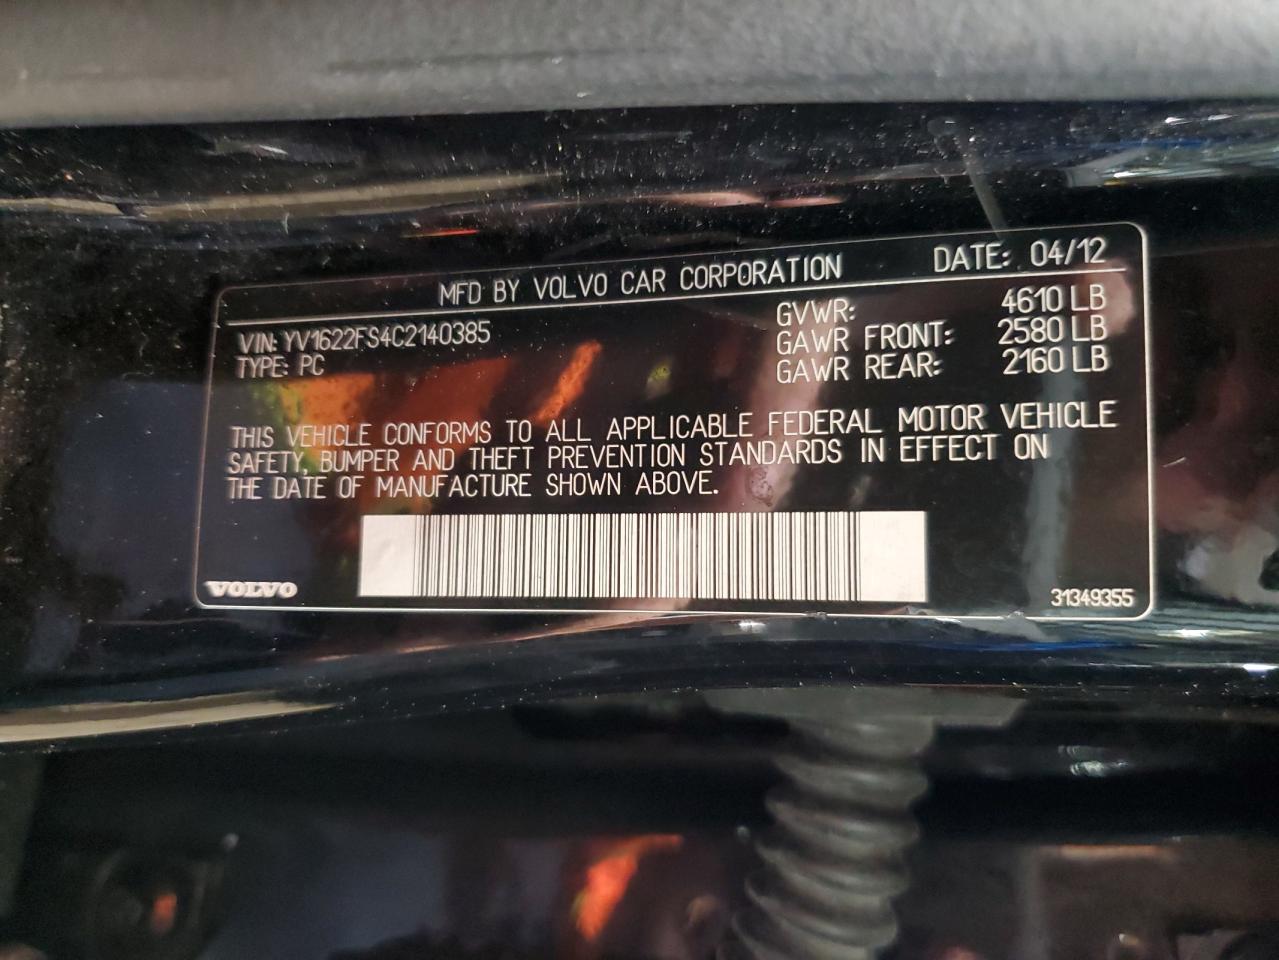 MFD BY VOLVO CAR CORPORATION DATE: 04/12
VIN: YV1622FS4C2140385
TYPE: PC
GVWR: 4610 LB
GAWR FRONT: 2580 LB
GAWR REAR: 2160 LB
THIS VEHICLE CONFORMS TO ALL APPLICABLE FEDERAL MOTOR VEHICLE
SAFETY, BUMPER AND THEFT PREVENTION STANDARDS IN EFFECT ON
THE DATE OF MANUFACTURE SHOWN ABOVE.
VOLVO
31349355